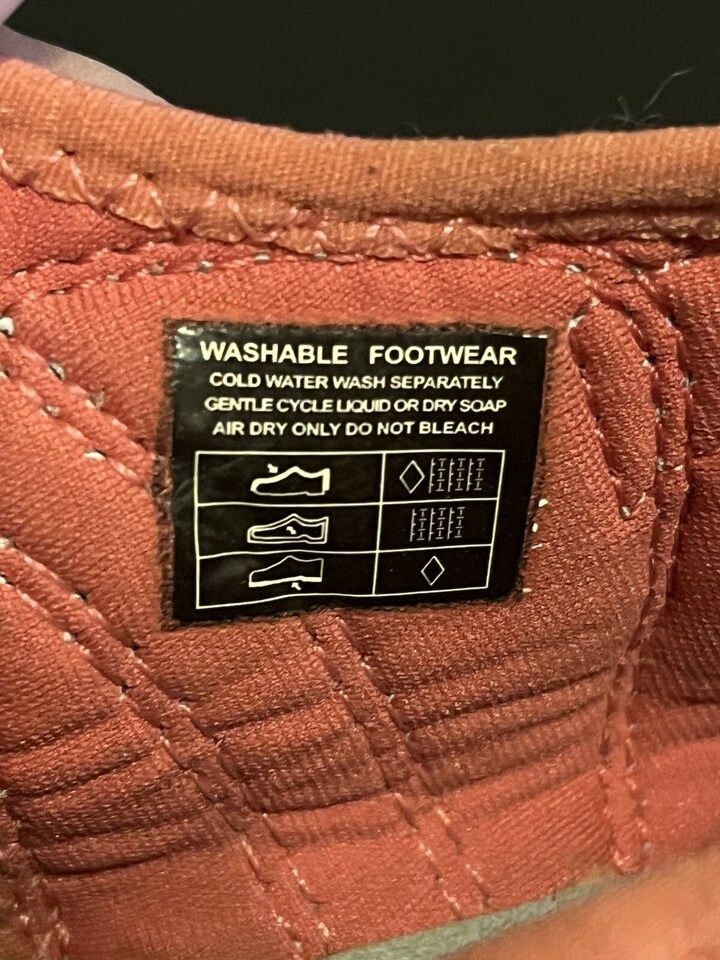 WASHABLE FOOTWEAR
COLD WATER WASH SEPARATELY
GENTLE CYCLE LIQUID OR DRY SOAP
AIR DRY ONLY DO NOT BLEACH